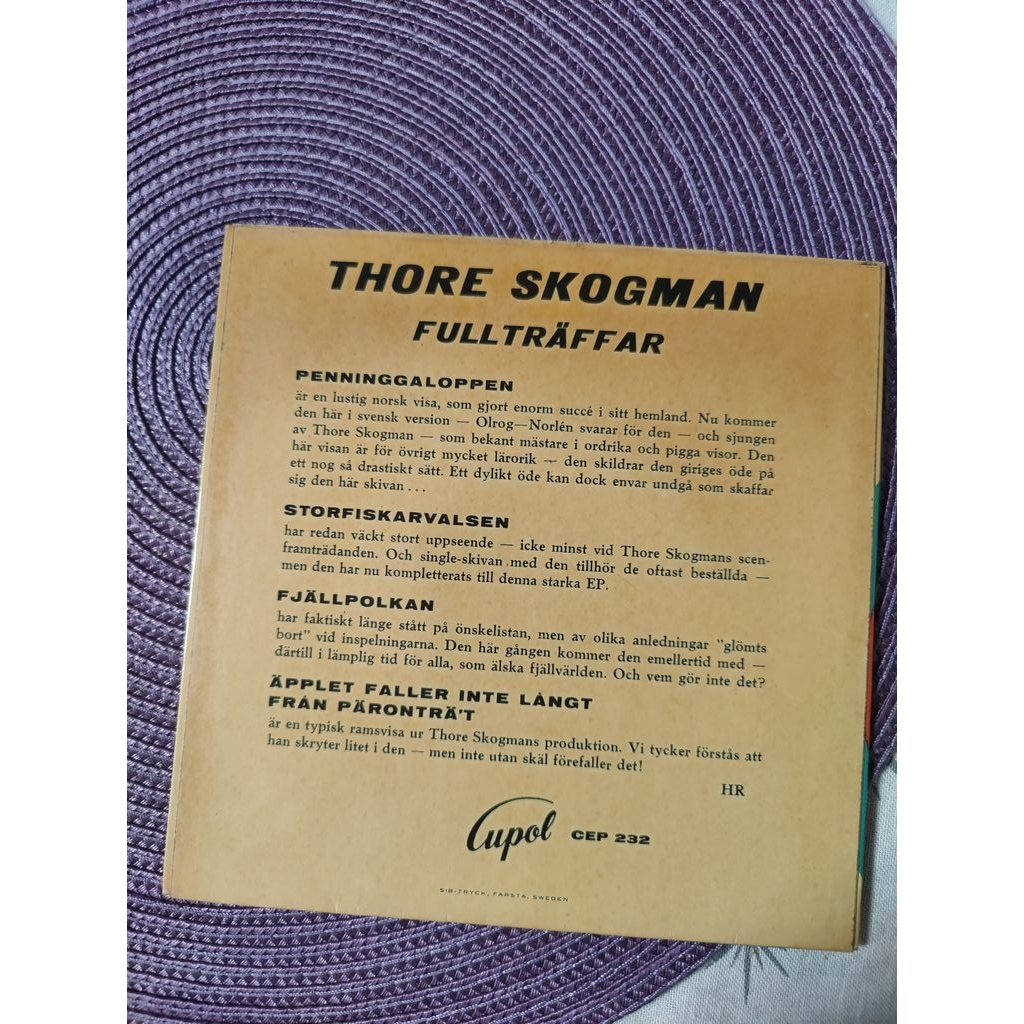 THORE SKOGMAN
FULLTRÄFFAR
PENNINGGALOPPEN
är en lustig norsk visa, som gjort enorm succé i sitt hemland. Nu kommer
den här i svensk version — Olrog—Norlén svarar för den — och sjungen
av Thore Skogman — som bekant mästare i ordrika och pigga visor. Den
här visan är för övrigt mycket lärorik — den skildrar den giriges öde på
ett nog så drastiskt sätt. Ett dylikt öde kan dock envar undgå som skaffar
sig den här skivan ...
STORFISKARVALSEN
har redan väckt stort uppseende — icke minst vid Thore Skogmans scen-
framträdanden. Och single-skivan med den tillhör de oftast beställda —
men den har nu kompletterats till denna starka EP.
FJÄLLPOLKAN
har faktiskt länge stått på önskelistan, men av olika anledningar "glömts
bort" vid inspelningarna. Den här gången kommer den emellertid med —
därtill i lämplig tid för alla, som älska fjällvärlden. Och vem gör inte det?
ÄPPLET FALLER INTE LÅNGT
FRÅN PÄRONTRÄ'T
är en typisk ramsvisa ur Thore Skogmans produktion. Vi tycker förstås att
han skryter litet i den — men inte utan skäl förefaller det!
HR
Cupol CEP 232
SIB-TRYCK, FARSTA, SWEDEN